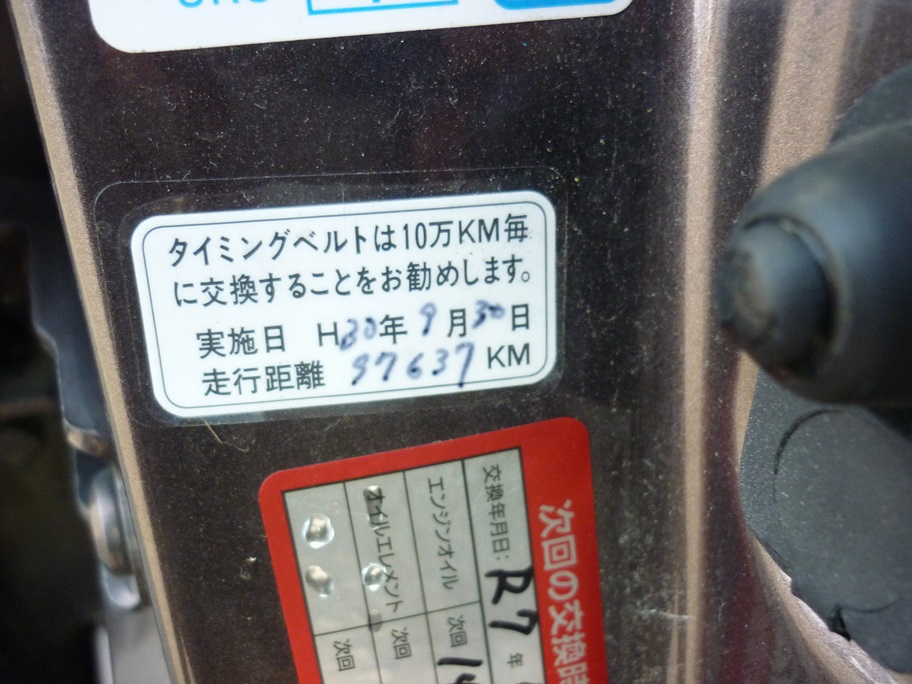 タイミングベルトは10万KM毎
に交換することをお勧めします。
実施日 H30年9月30日
走行距離 97637 KM
次回の交換時
交換年月日: R7年
エンジンオイル 次回
オイルエレメント 次回
次回